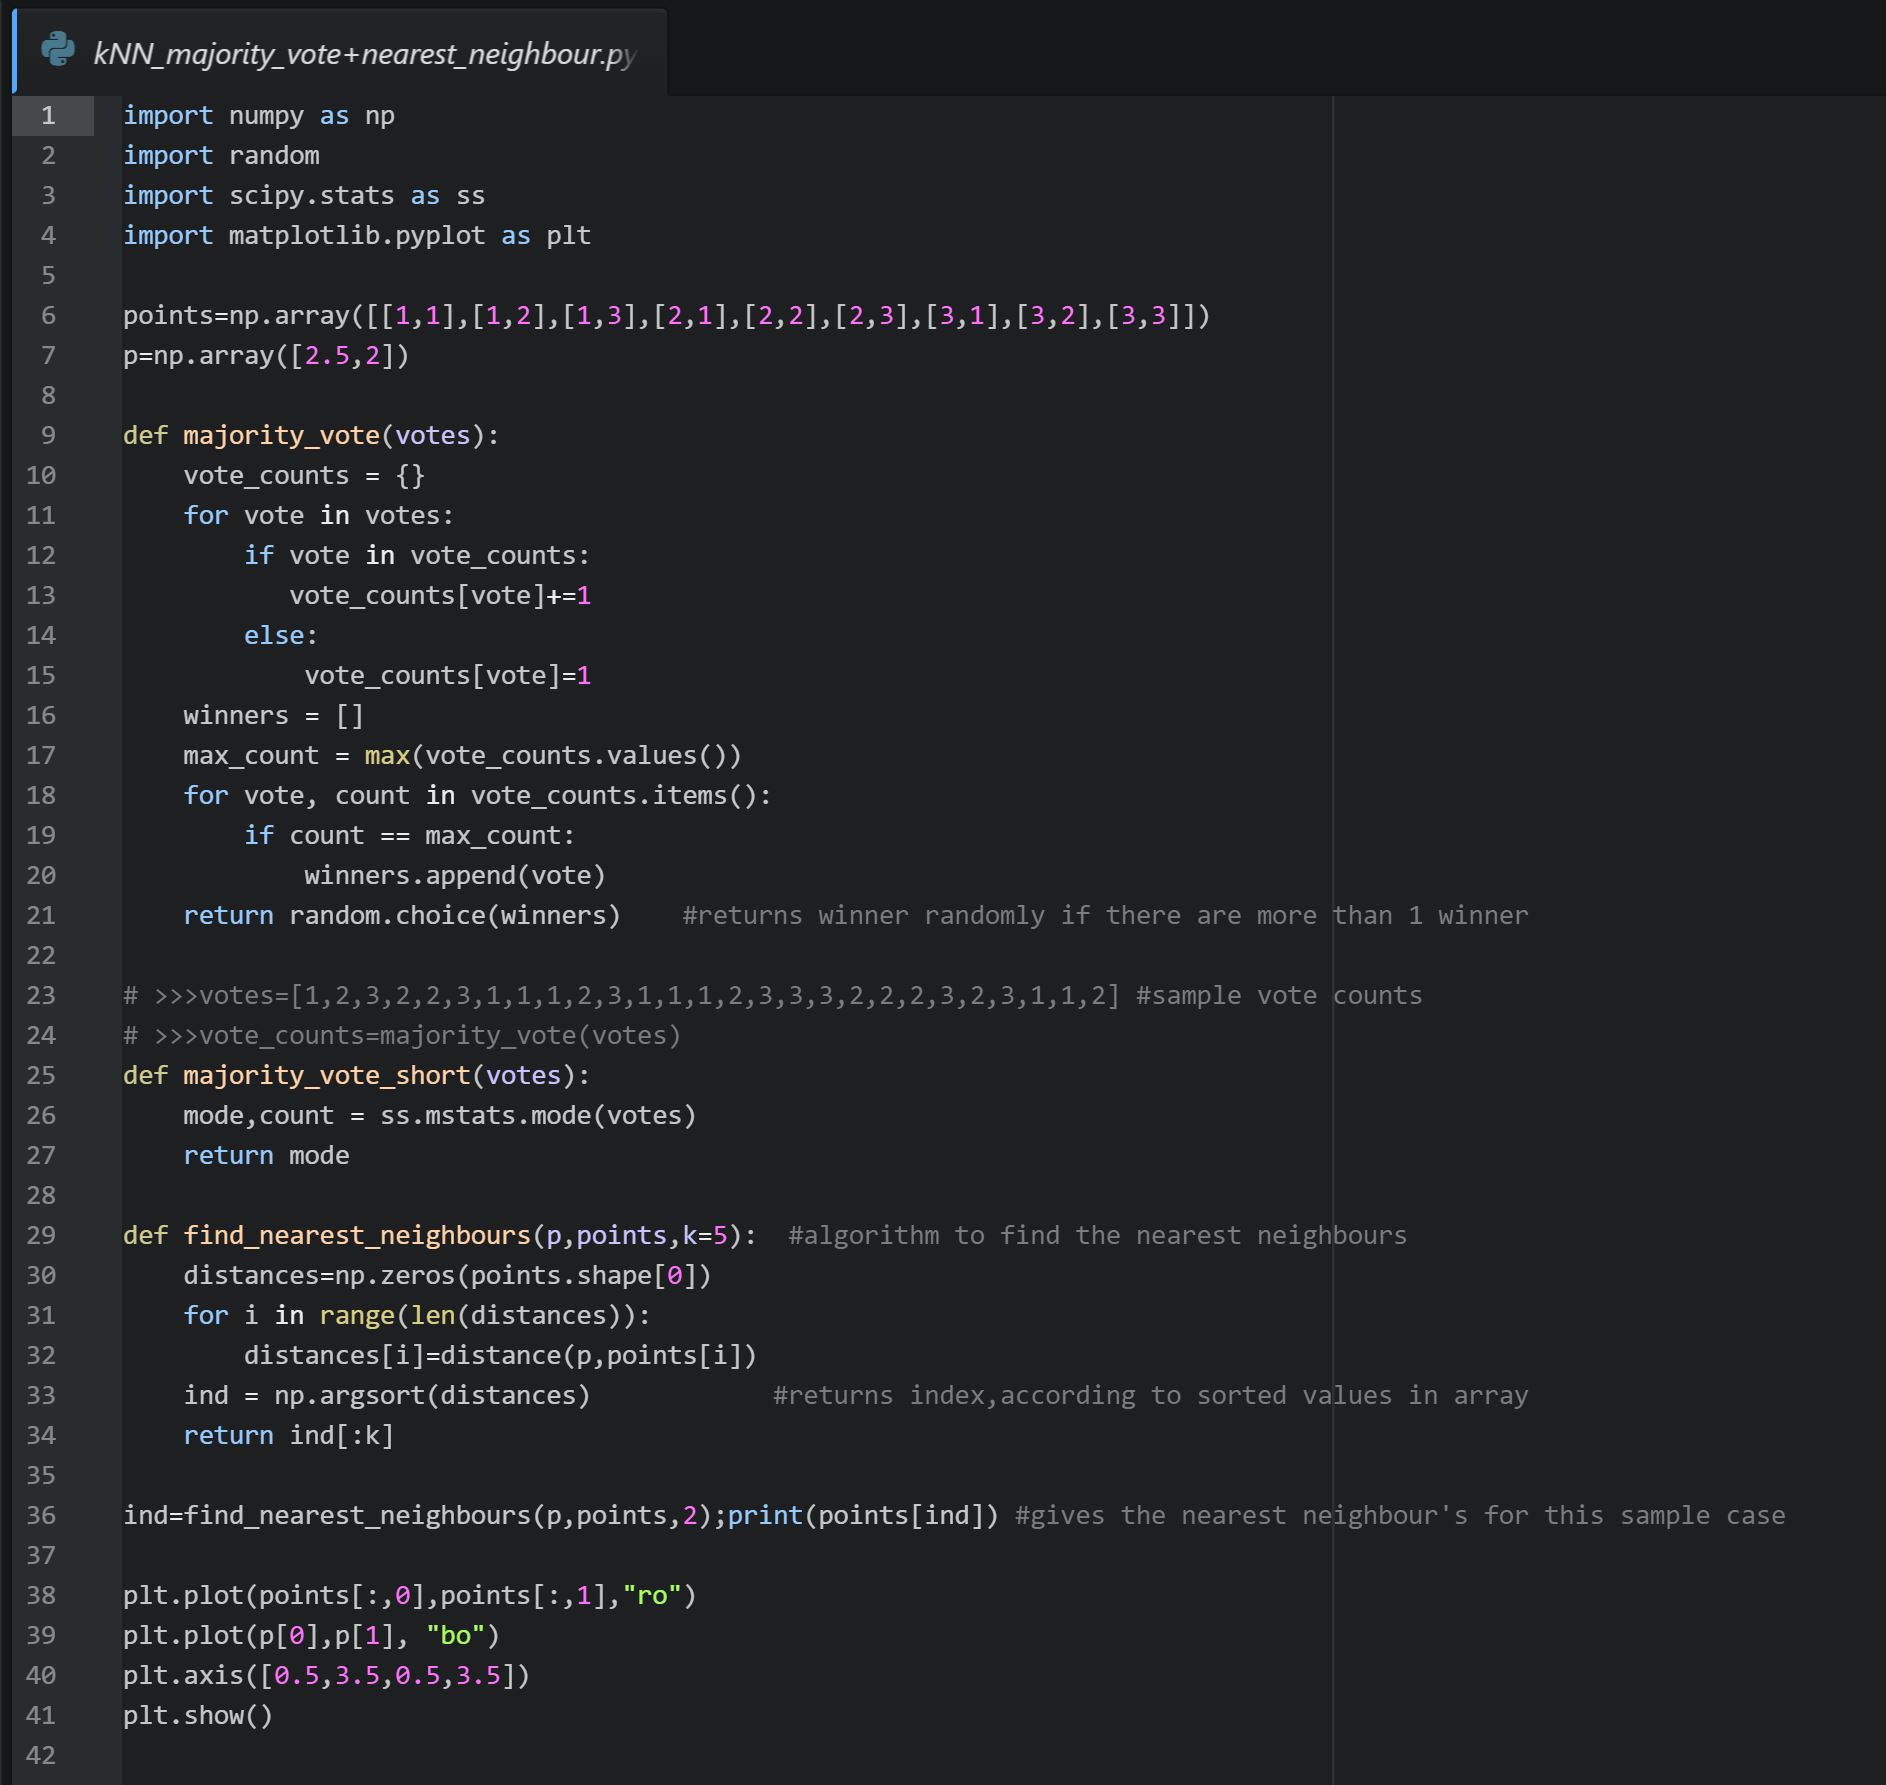 kNN_majority_vote+nearest_neighbour.py
1 import numpy as np
2 import random
3 import scipy.stats as ss
4 import matplotlib.pyplot as plt
5
6 points=np.array([[1,1],[1,2],[1,3],[2,1],[2,2],[2,3],[3,1],[3,2],[3,3]])
7 p=np.array([2.5,2])
8
9 def majority_vote(votes):
10     vote_counts = {}
11     for vote in votes:
12         if vote in vote_counts:
13            vote_counts[vote]+=1
14         else:
15             vote_counts[vote]=1
16     winners = []
17     max_count = max(vote_counts.values())
18     for vote, count in vote_counts.items():
19         if count == max_count:
20             winners.append(vote)
21     return random.choice(winners)    #returns winner randomly if there are more than 1 winner
22
23 # >>>votes=[1,2,3,2,2,3,1,1,1,2,3,1,1,1,2,3,3,3,2,2,2,3,2,3,1,1,2] #sample vote counts
24 # >>>vote_counts=majority_vote(votes)
25 def majority_vote_short(votes):
26     mode,count = ss.mstats.mode(votes)
27     return mode
28
29 def find_nearest_neighbours(p,points,k=5):  #algorithm to find the nearest neighbours
30     distances=np.zeros(points.shape[0])
31     for i in range(len(distances)):
32         distances[i]=distance(p,points[i])
33     ind = np.argsort(distances)            #returns index,according to sorted values in array
34     return ind[:k]
35
36 ind=find_nearest_neighbours(p,points,2);print(points[ind]) #gives the nearest neighbour's for this sample case
37
38 plt.plot(points[:,0],points[:,1],"ro")
39 plt.plot(p[0],p[1], "bo")
40 plt.axis([0.5,3.5,0.5,3.5])
41 plt.show()
42